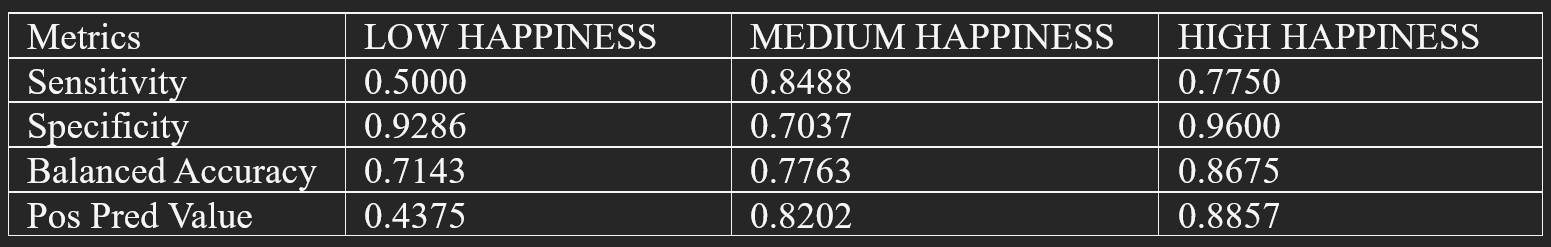 Metrics LOW HAPPINESS MEDIUM HAPPINESS HIGH HAPPINESS
Sensitivity 0.5000 0.8488 0.7750
Specificity 0.9286 0.7037 0.9600
Balanced Accuracy 0.7143 0.7763 0.8675
Pos Pred Value 0.4375 0.8202 0.8857